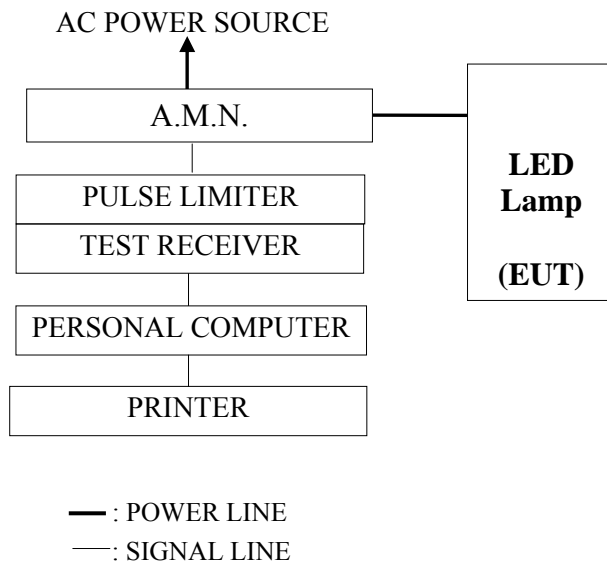 AC POWER SOURCE
A.M.N.
LED
Lamp
(EUT)
PULSE LIMITER
TEST RECEIVER
PERSONAL COMPUTER
PRINTER
: POWER LINE
: SIGNAL LINE